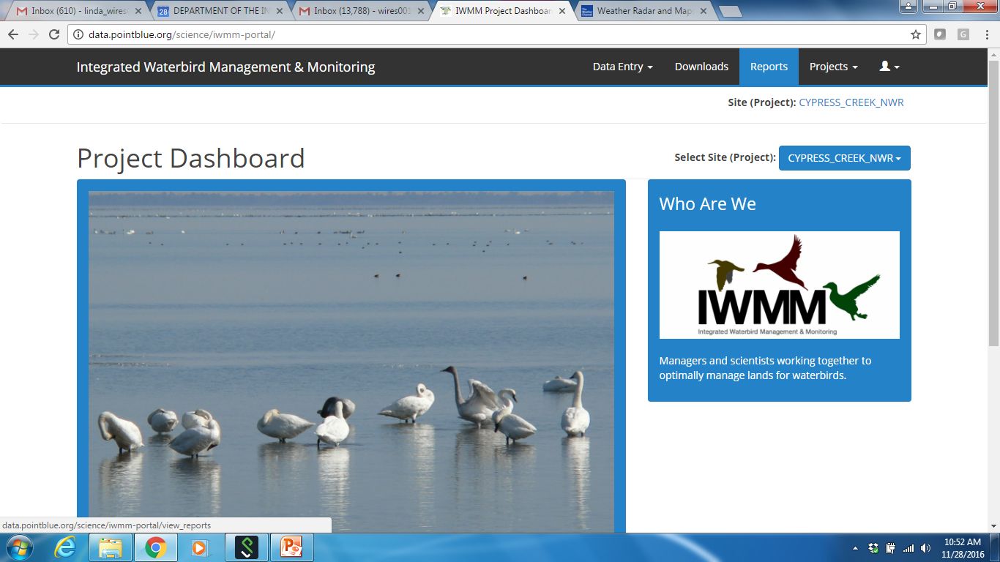 Inbox (610) - linda_wires
28 DEPARTMENT OF THE IN
Inbox (13,788) - wires001
IWMM Project Dashboar
Weather Radar and Map
data.pointblue.org/science/iwmm-portal/
G
Integrated Waterbird Management & Monitoring
Data Entry
Downloads
Reports
Projects
Site (Project): CYPRESS_CREEK_NWR
Project Dashboard
Select Site (Project): CYPRESS_CREEK_NWR
Who Are We
IWMM
Integrated Waterbird Management & Monitoring
Managers and scientists working together to
optimally manage lands for waterbirds.
data.pointblue.org/science/iwmm-portal/view_reports
10:52 AM
11/28/2016